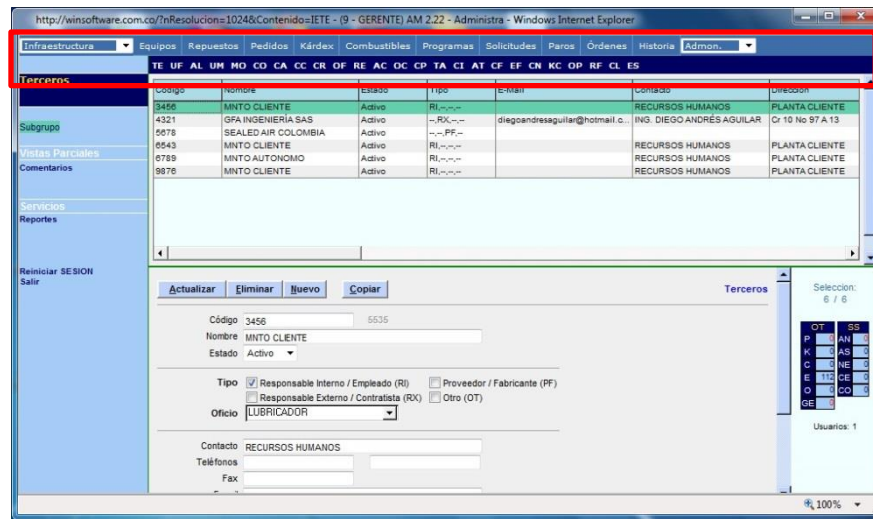 http://winsoftware.com.co/?nResolucion=1024&Contenido=IETE - (9 - GERENTE) AM 2.22 - Administra - Windows Internet Explorer
Infraestructura Equipos Repuestos Pedidos Kárdex Combustibles Programas Solicitudes Paros Órdenes Historia Admon.
TE UF AL UM MO CO CA CC CR OF RE AC OC CP TA CI AT CF EF CN KC OP RF CL ES
Terceros
Código Nombre Estado Tipo E-Mail Contacto Dirección
3456 MNTO CLIENTE Activo RI,--,--,-- RECURSOS HUMANOS PLANTA CLIENTE
4321 GFA INGENIERÍA SAS Activo --,RX,--,-- diegoandresaguilar@hotmail.c... ING. DIEGO ANDRÉS AGUILAR Cr 10 No 97 A 13
5678 SEALED AIR COLOMBIA Activo --,--,PF,--
6543 MNTO CLIENTE Activo RI,--,--,-- RECURSOS HUMANOS PLANTA CLIENTE
6789 MNTO AUTONOMO Activo RI,--,--,-- RECURSOS HUMANOS PLANTA CLIENTE
9876 MNTO CLIENTE Activo RI,--,--,-- RECURSOS HUMANOS PLANTA CLIENTE
Subgrupo
Vistas Parciales
Comentarios
Servicios
Reportes
Reiniciar SESION
Salir
Actualizar Eliminar Nuevo Copiar Terceros
Código 3456 5535
Nombre MNTO CLIENTE
Estado Activo
Tipo Responsable Interno / Empleado (RI) Proveedor / Fabricante (PF)
Responsable Externo / Contratista (RX) Otro (OT)
Oficio LUBRICADOR
Contacto RECURSOS HUMANOS
Teléfonos
Fax
Seleccion:
6 / 6
OT SS
P 0 AN 0
K 0 AS 0
C 0 NE 0
E 112 CE 0
O 0 CO 0
GE 0
Usuarios: 1
100%